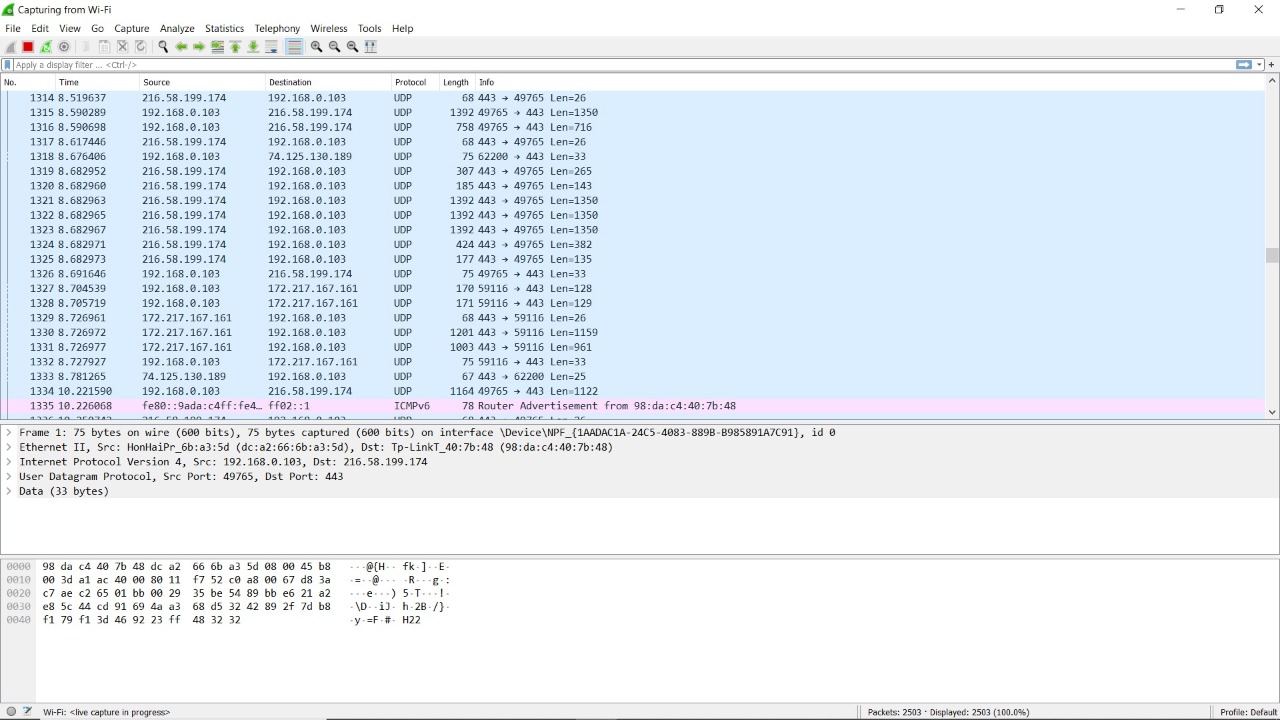 Capturing from Wi-Fi
File Edit View Go Capture Analyze Statistics Telephony Wireless Tools Help
Apply a display filter ... <Ctrl-/>
No. Time Source Destination Protocol Length Info
1314 8.519637 216.58.199.174 192.168.0.103 UDP 68 443 → 49765 Len=26
1315 8.590289 192.168.0.103 216.58.199.174 UDP 1392 49765 → 443 Len=1350
1316 8.590698 192.168.0.103 216.58.199.174 UDP 758 49765 → 443 Len=716
1317 8.617446 216.58.199.174 192.168.0.103 UDP 68 443 → 49765 Len=26
1318 8.676406 192.168.0.103 74.125.130.189 UDP 75 62200 → 443 Len=33
1319 8.682952 216.58.199.174 192.168.0.103 UDP 307 443 → 49765 Len=265
1320 8.682960 216.58.199.174 192.168.0.103 UDP 185 443 → 49765 Len=143
1321 8.682963 216.58.199.174 192.168.0.103 UDP 1392 443 → 49765 Len=1350
1322 8.682965 216.58.199.174 192.168.0.103 UDP 1392 443 → 49765 Len=1350
1323 8.682967 216.58.199.174 192.168.0.103 UDP 1392 443 → 49765 Len=1350
1324 8.682971 216.58.199.174 192.168.0.103 UDP 424 443 → 49765 Len=382
1325 8.682973 216.58.199.174 192.168.0.103 UDP 177 443 → 49765 Len=135
1326 8.691646 192.168.0.103 216.58.199.174 UDP 75 49765 → 443 Len=33
1327 8.704539 192.168.0.103 172.217.167.161 UDP 170 59116 → 443 Len=128
1328 8.705719 192.168.0.103 172.217.167.161 UDP 171 59116 → 443 Len=129
1329 8.726961 172.217.167.161 192.168.0.103 UDP 68 443 → 59116 Len=26
1330 8.726972 172.217.167.161 192.168.0.103 UDP 1201 443 → 59116 Len=1159
1331 8.726977 172.217.167.161 192.168.0.103 UDP 1003 443 → 59116 Len=961
1332 8.727927 192.168.0.103 172.217.167.161 UDP 75 59116 → 443 Len=33
1333 8.781265 74.125.130.189 192.168.0.103 UDP 67 443 → 62200 Len=25
1334 10.221590 192.168.0.103 216.58.199.174 UDP 1164 49765 → 443 Len=1122
1335 10.226068 fe80::9ada:c4ff:fe4… ff02::1 ICMPv6 78 Router Advertisement from 98:da:c4:40:7b:48
Frame 1: 75 bytes on wire (600 bits), 75 bytes captured (600 bits) on interface \Device\NPF_{1AADAC1A-24C5-4083-889B-B985891A7C91}, id 0
Ethernet II, Src: HonHaiPr_6b:a3:5d (dc:a2:66:6b:a3:5d), Dst: Tp-LinkT_40:7b:48 (98:da:c4:40:7b:48)
Internet Protocol Version 4, Src: 192.168.0.103, Dst: 216.58.199.174
User Datagram Protocol, Src Port: 49765, Dst Port: 443
Data (33 bytes)
0000 98 da c4 40 7b 48 dc a2 66 6b a3 5d 08 00 45 b8 ···@{H·· fk·]··E·
0010 00 3d a1 ac 40 00 80 11 f7 52 c0 a8 00 67 d8 3a ·=··@··· ·R···g·:
0020 c7 ae c2 65 01 bb 00 29 35 be 54 89 bb e6 21 a2 ···e···) 5·T···!·
0030 e8 5c 44 cd 91 69 4a a3 68 d5 32 42 89 2f 7d b8 ·\D··iJ· h·2B·/}·
0040 f1 79 f1 3d 46 92 23 ff 48 32 32 ·y·=F·#· H22
Wi-Fi: <live capture in progress> Packets: 2503 · Displayed: 2503 (100.0%) Profile: Default